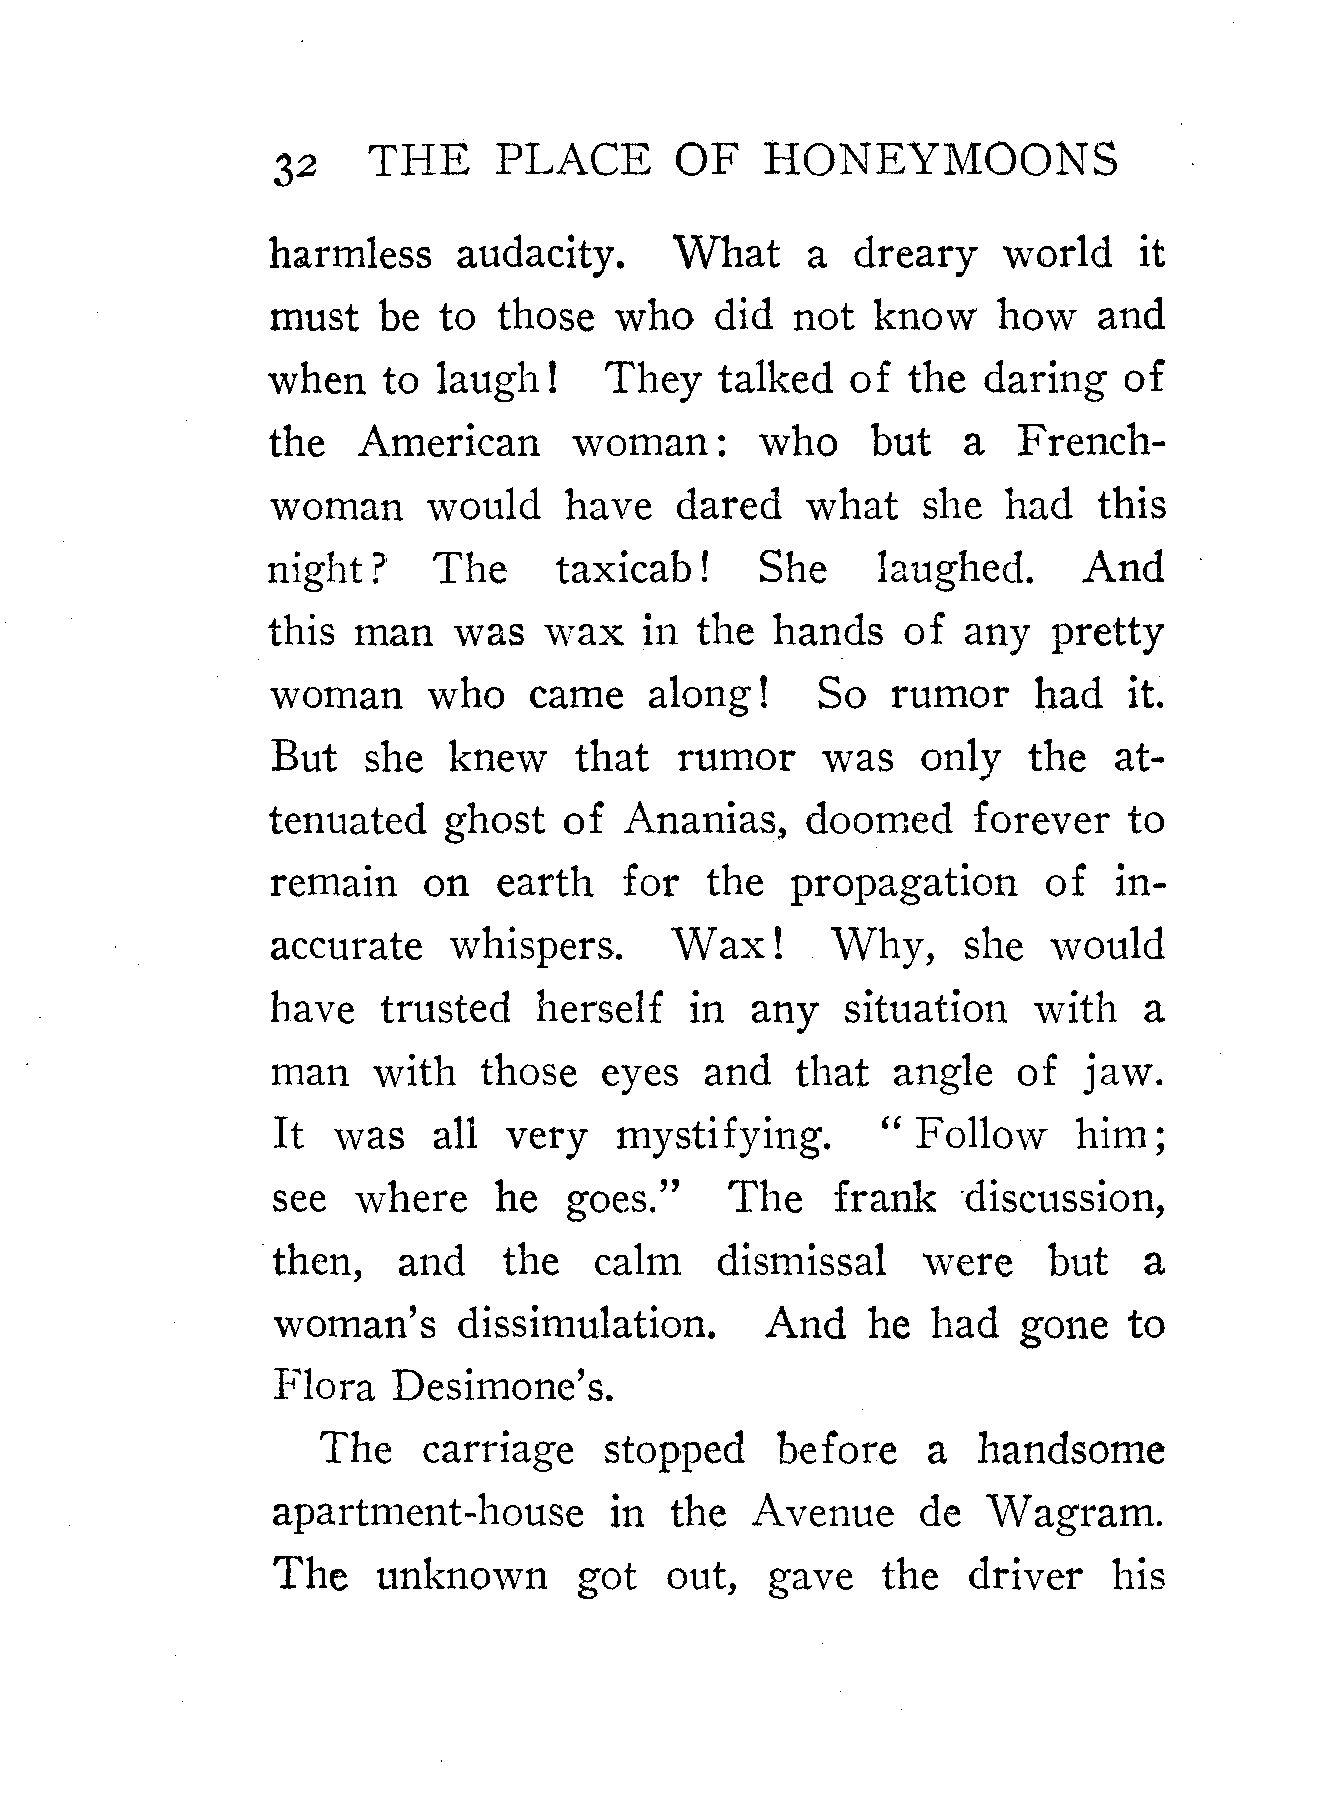 32 THE PLACE OF HONEYMOONS
harmless audacity. What a dreary world it
must be to those who did not know how and
when to laugh! They talked of the daring of
the American woman: who but a French-
woman would have dared what she had this
night? The taxicab! She laughed. And
this man was wax in the hands of any pretty
woman who came along! So rumor had it.
But she knew that rumor was only the at-
tenuated ghost of Ananias, doomed forever to
remain on earth for the propagation of in-
accurate whispers. Wax! Why, she would
have trusted herself in any situation with a
man with those eyes and that angle of jaw.
It was all very mystifying. “Follow him;
see where he goes.” The frank discussion,
then, and the calm dismissal were but a
woman's dissimulation. And he had gone to
Flora Desimone's.
The carriage stopped before a handsome
apartment-house in the Avenue de Wagram.
The unknown got out, gave the driver his